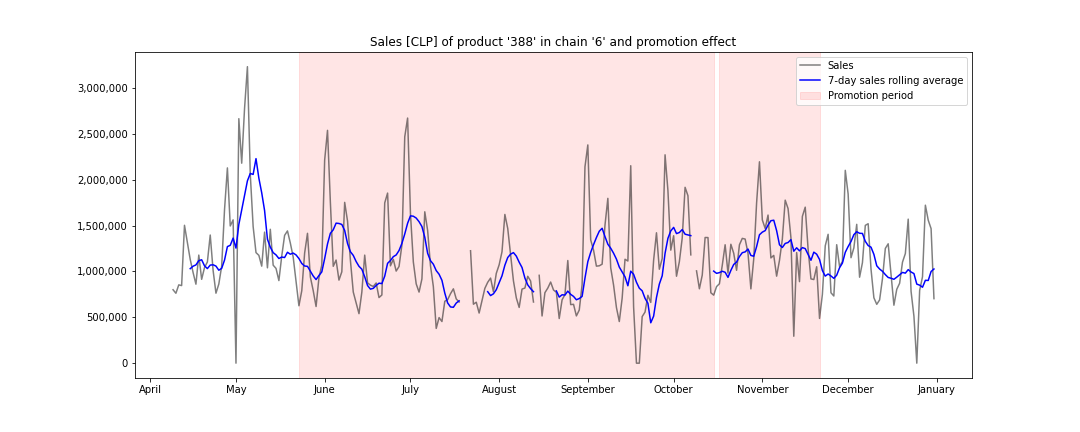 Sales [CLP] of product '388' in chain '6' and promotion effect
Sales
7-day sales rolling average
Promotion period
3,000,000
2,500,000
2,000,000
1,500,000
1,000,000
500,000
0
April May June July August September October November December January